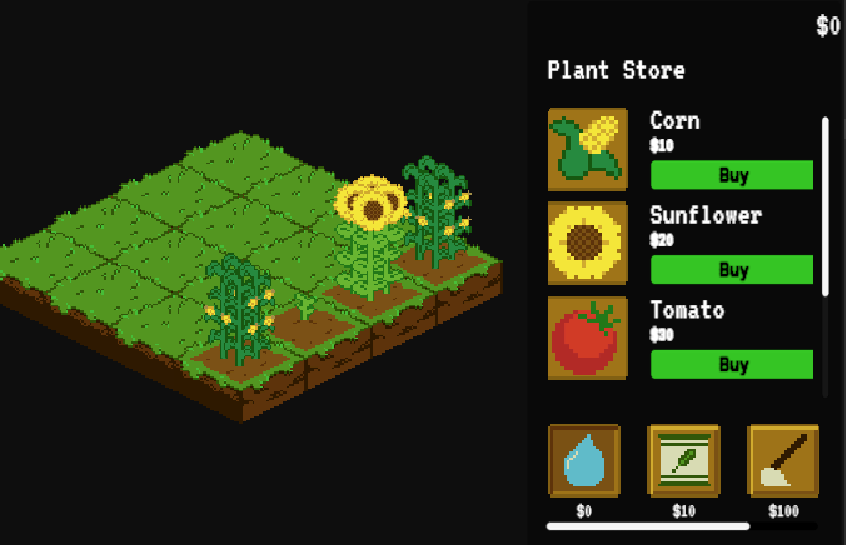 $0
Plant Store
Corn
$10
Buy
Sunflower
$20
Buy
Tomato
$30
Buy
$0 $10 $100